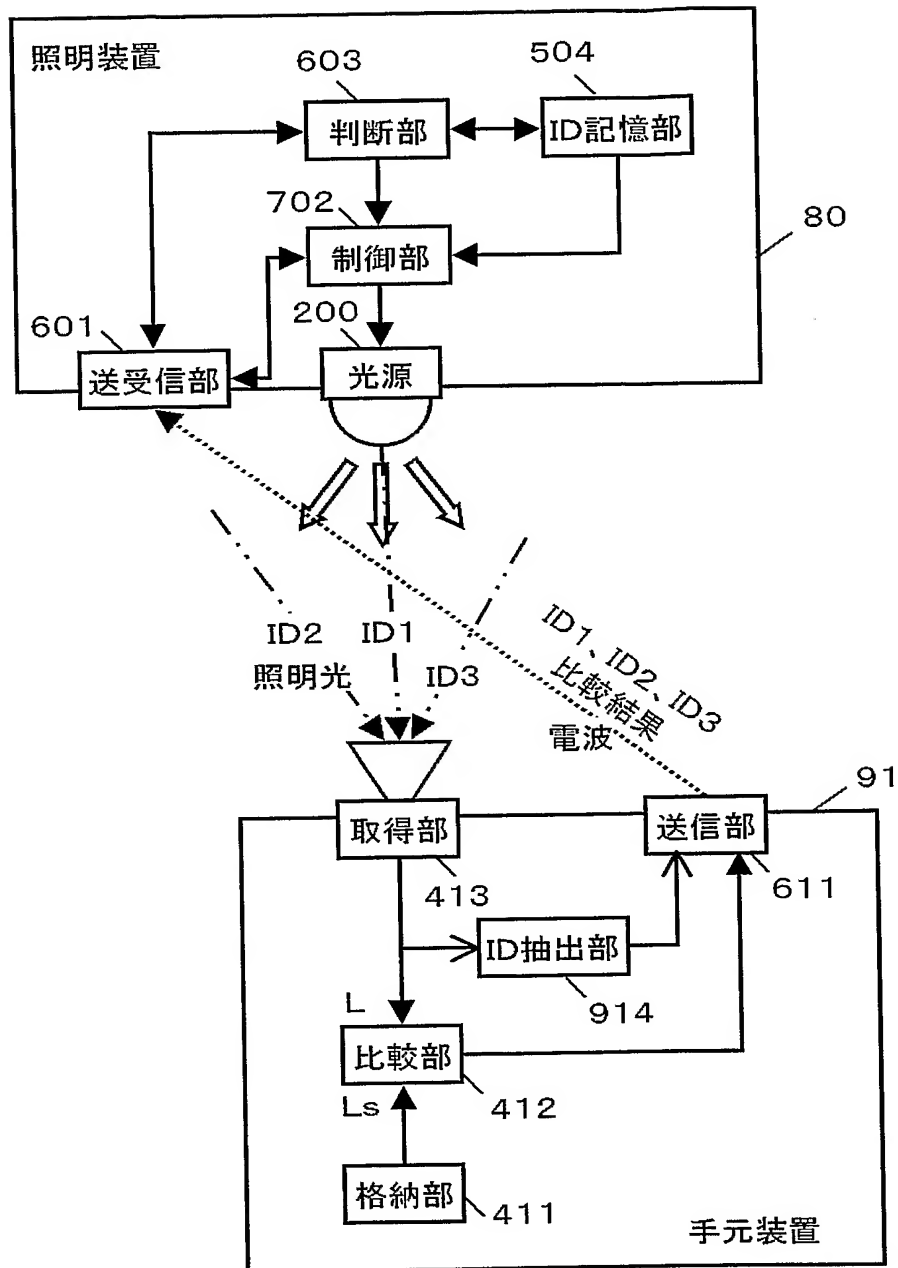 照明装置
603
504
判断部
ID記憶部
702
80
制御部
200
601
送受信部
光源
ID2
ID1
照明光
ID3
ID1、ID2、ID3
比較結果
電波
91
取得部
送信部
413
611
ID抽出部
914
L
比較部
412
Ls
格納部
411
手元装置